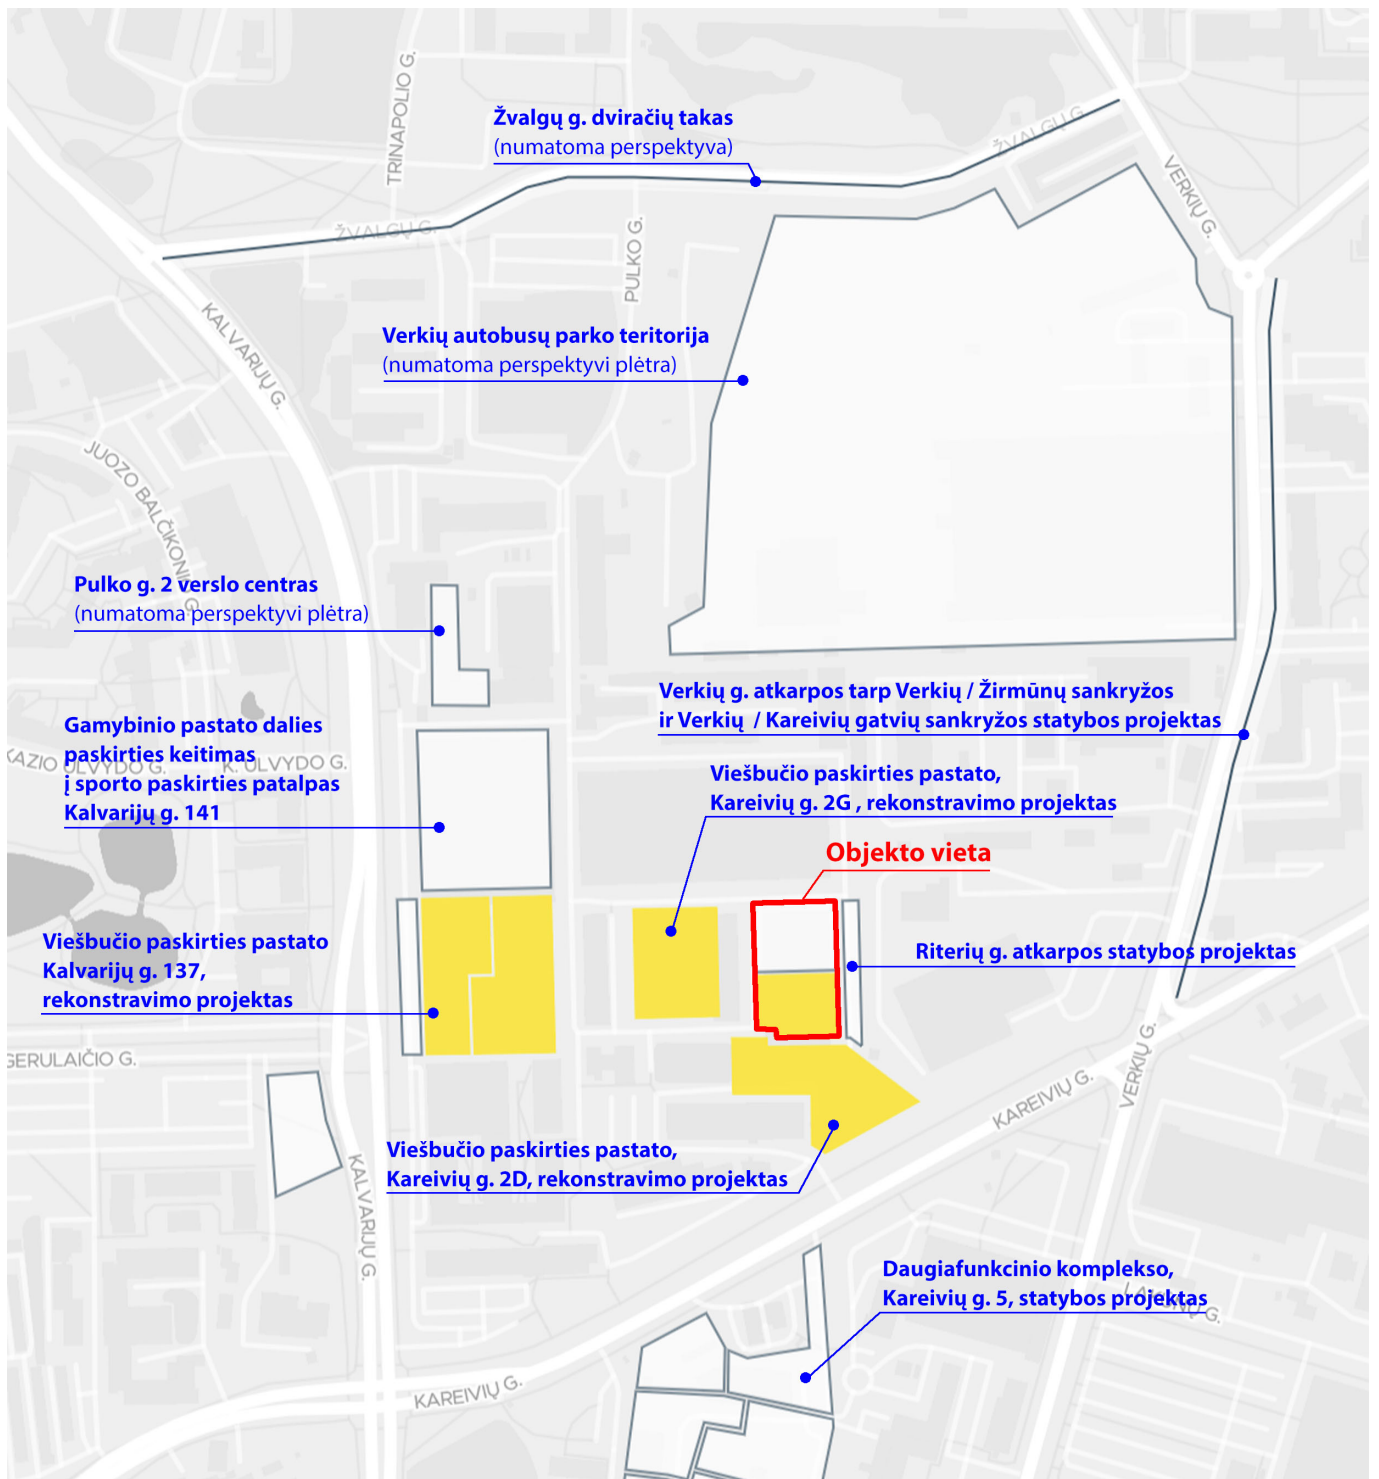 TRINAPOLIO G.
Žvalgų g. dviračių takas
(numatoma perspektyva)
ŽVALGŲ G.
VERKIŲ G.
ŽVALGŲ G.
PULKO G.
KALVARIJŲ G.
Verkių autobusų parko teritorija
(numatoma perspektyvi plėtra)
JUOZO BALČIKONIO G.
Pulko g. 2 verslo centras
(numatoma perspektyvi plėtra)
Verkių g. atkarpos tarp Verkių / Žirmūnų sankryžos
ir Verkių / Kareivių gatvių sankryžos statybos projektas
Gamybinio pastato dalies
paskirties keitimas
į sporto paskirties patalpas
Kalvarijų g. 141
KAZIO ULVYDO G.
K. ULVYDO G.
Viešbučio paskirties pastato,
Kareivių g. 2G , rekonstravimo projektas
Objekto vieta
Viešbučio paskirties pastato
Kalvarijų g. 137,
rekonstravimo projektas
Riterių g. atkarpos statybos projektas
GERULAIČIO G.
KAREIVIŲ G.
VERKIŲ G.
Viešbučio paskirties pastato,
Kareivių g. 2D, rekonstravimo projektas
KALVARIJŲ G.
Daugiafunkcinio komplekso,
Kareivių g. 5, statybos projektas
KAREIVIŲ G.